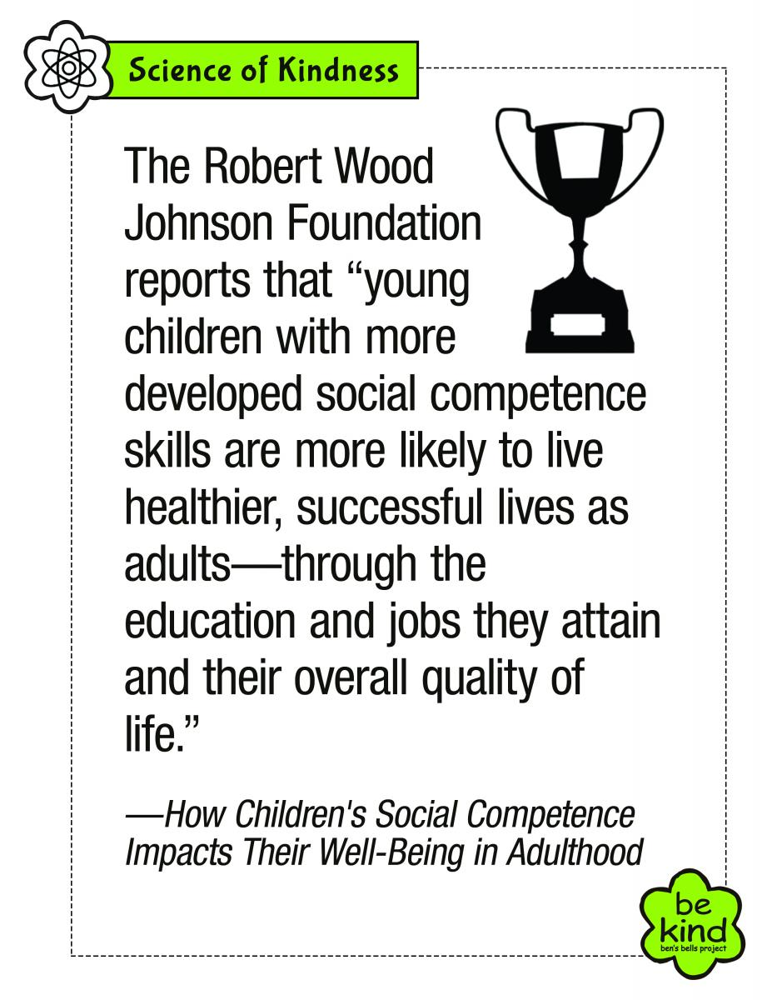 Science of Kindness
The Robert Wood
Johnson Foundation
reports that “young
children with more
developed social competence
skills are more likely to live
healthier, successful lives as
adults—through the
education and jobs they attain
and their overall quality of
life.”
—How Children's Social Competence
Impacts Their Well-Being in Adulthood
be
kind
ben's bells project